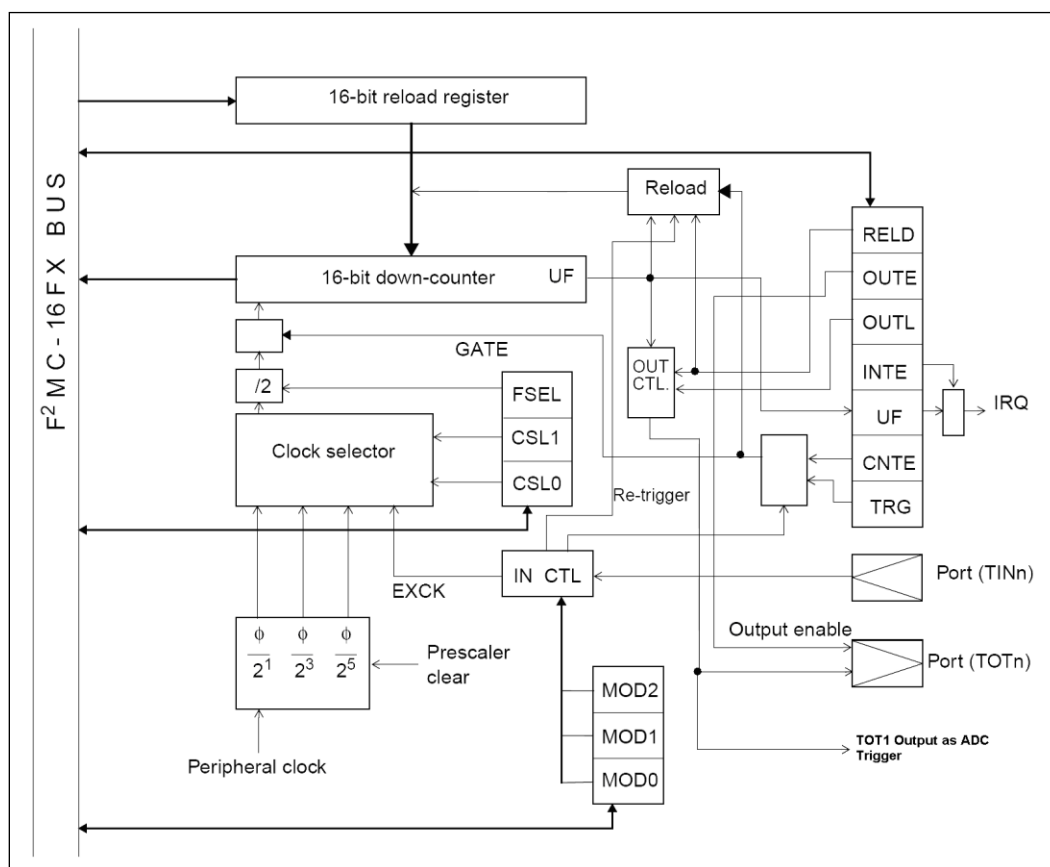 F² MC - 16FX BUS
16-bit reload register
Reload
RELD
16-bit down-counter
UF
OUTE
OUTL
GATE
OUT
CTL.
INTE
/2
FSEL
UF
IRQ
CSL1
Clock selector
CNTE
CSL0
Re-trigger
TRG
IN CTL
Port (TINn)
EXCK
Output enable
φ
2¹
φ
2³
φ
2⁵
Prescaler
clear
Port (TOTn)
MOD2
MOD1
TOT1 Output as ADC
Trigger
Peripheral clock
MOD0